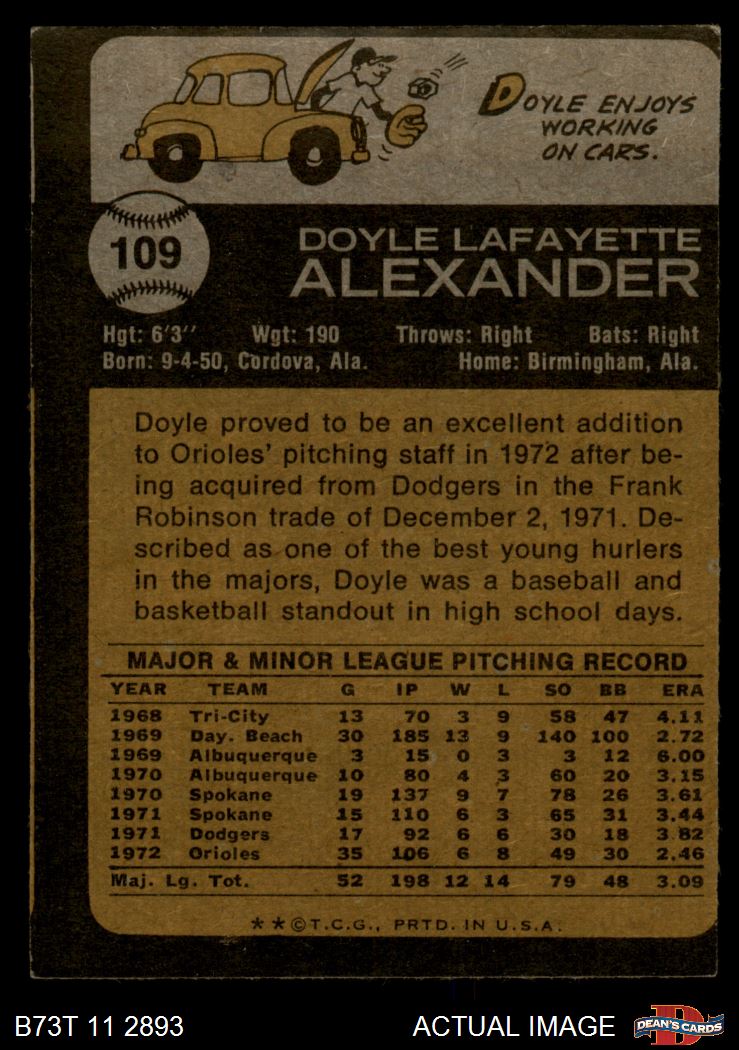 DOYLE ENJOYS
WORKING
ON CARS.
109
DOYLE LAFAYETTE
ALEXANDER
Hgt: 6'3" Wgt: 190 Throws: Right Bats: Right
Born: 9-4-50, Cordova, Ala. Home: Birmingham, Ala.
Doyle proved to be an excellent addition
to Orioles' pitching staff in 1972 after be-
ing acquired from Dodgers in the Frank
Robinson trade of December 2, 1971. De-
scribed as one of the best young hurlers
in the majors, Doyle was a baseball and
basketball standout in high school days.
MAJOR & MINOR LEAGUE PITCHING RECORD
YEAR TEAM G IP W L SO BB ERA
1968 Tri-City 13 70 3 9 58 47 4.11
1969 Day. Beach 30 185 13 9 140 100 2.72
1969 Albuquerque 3 15 0 3 3 12 6.00
1970 Albuquerque 10 80 4 3 60 20 3.15
1970 Spokane 19 137 9 7 78 26 3.61
1971 Spokane 15 110 6 3 65 31 3.44
1971 Dodgers 17 92 6 6 30 18 3.82
1972 Orioles 35 106 6 8 49 30 2.46
Maj. Lg. Tot. 52 198 12 14 79 48 3.09
**©T.C.G., PRTD. IN U.S.A.
B73T 11 2893 ACTUAL IMAGE D DEAN'S CARDS